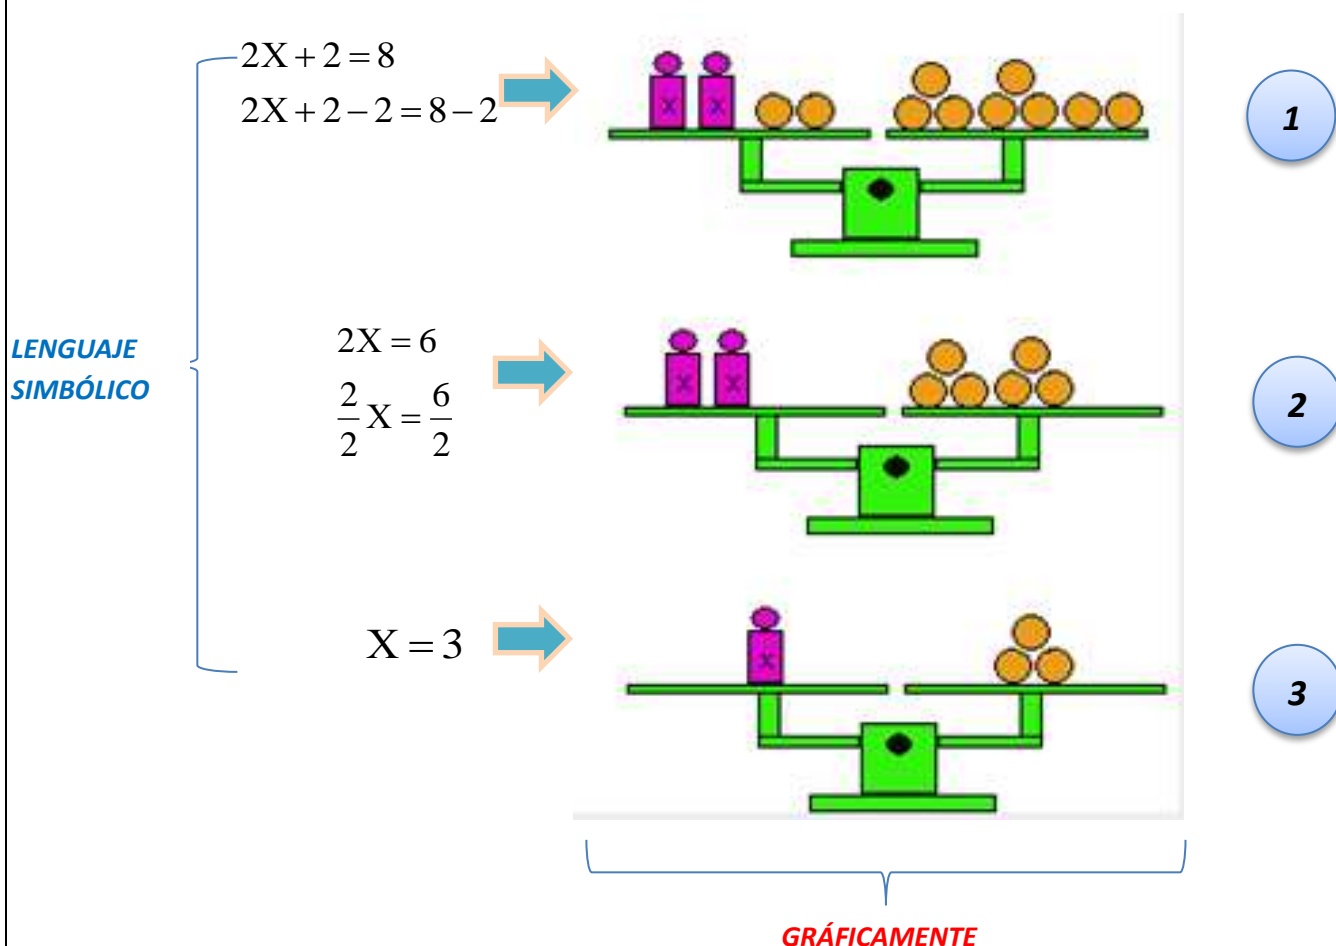 2X + 2 = 8
2X + 2 − 2 = 8 − 2
X X
1
LENGUAJE
SIMBÓLICO
2X = 6
2/2 X = 6/2
X X
2
X = 3
X
3
GRÁFICAMENTE